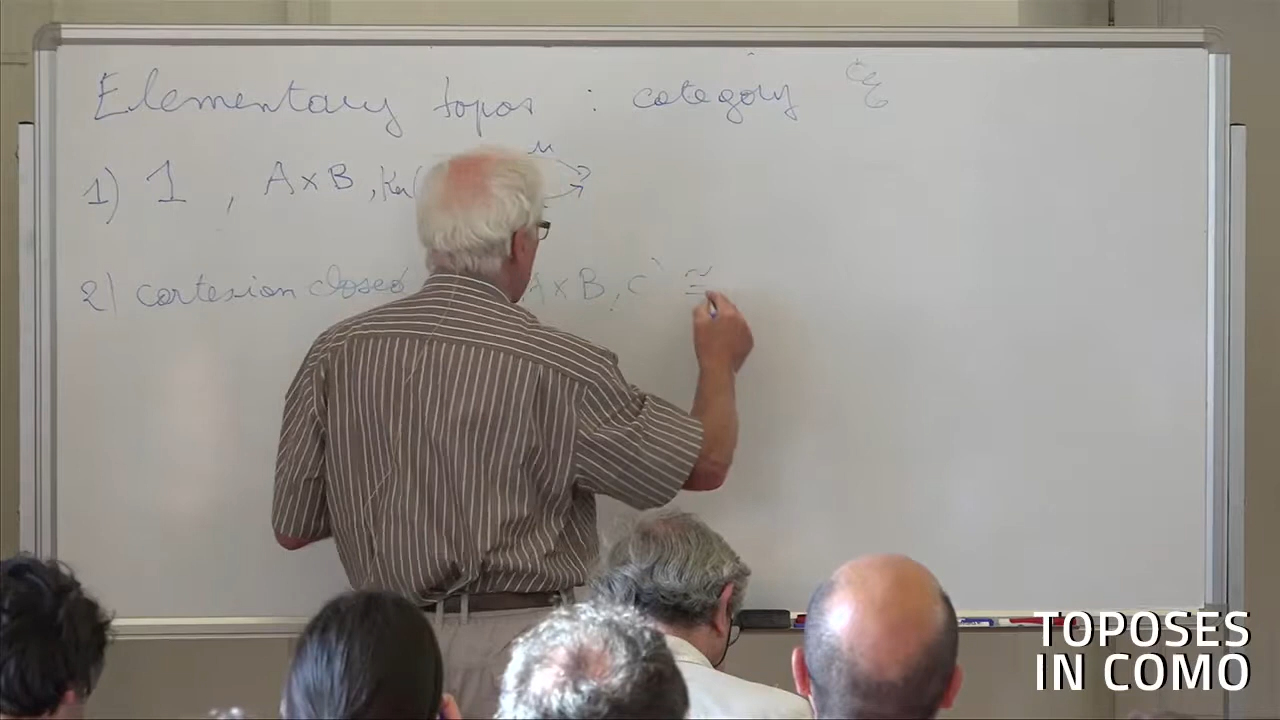 Elementary topos : category ℰ
1) 1 , A×B , Ker( u
2) cartesian closed A×B, C ≅
TOPOSES
IN COMO